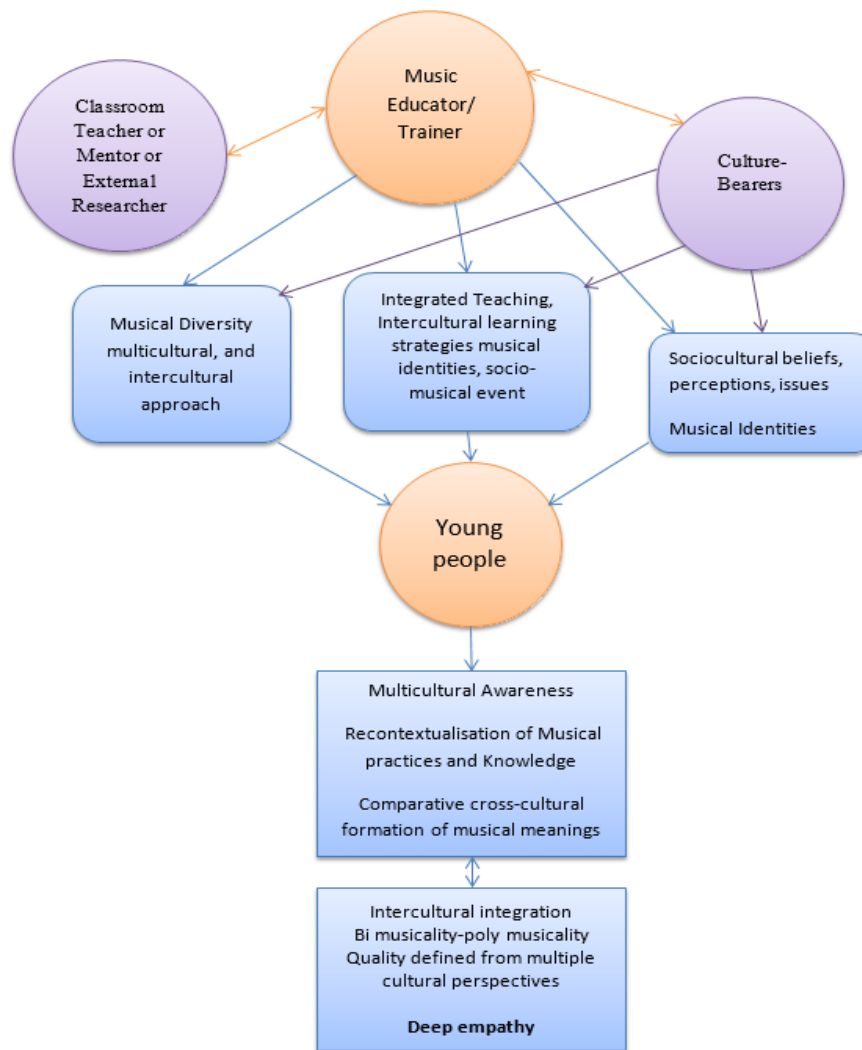 Music
Educator/
Trainer
Classroom
Teacher or
Mentor or
External
Researcher
Culture-
Bearers
Musical Diversity
multicultural, and
intercultural
approach
Integrated Teaching,
Intercultural learning
strategies musical
identities, socio-
musical event
Sociocultural beliefs,
perceptions, issues
Musical Identities
Young
people
Multicultural Awareness
Recontextualisation of Musical
practices and Knowledge
Comparative cross-cultural
formation of musical meanings
Intercultural integration
Bi musicality-poly musicality
Quality defined from multiple
cultural perspectives
Deep empathy